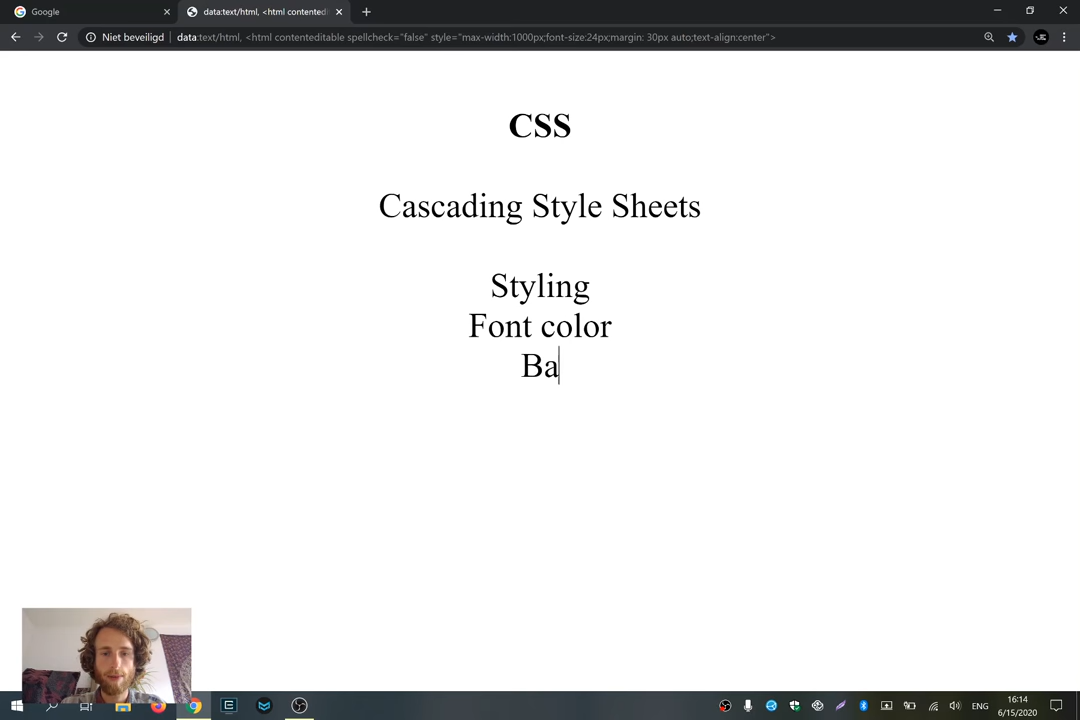 Google
data:text/html, <html contentedi
Niet beveiligd
data:text/html, <html contenteditable spellcheck="false" style="max-width:1000px;font-size:24px;margin: 30px auto;text-align:center">
CSS
Cascading Style Sheets
Styling
Font color
Ba
ENG
16:14
6/15/2020